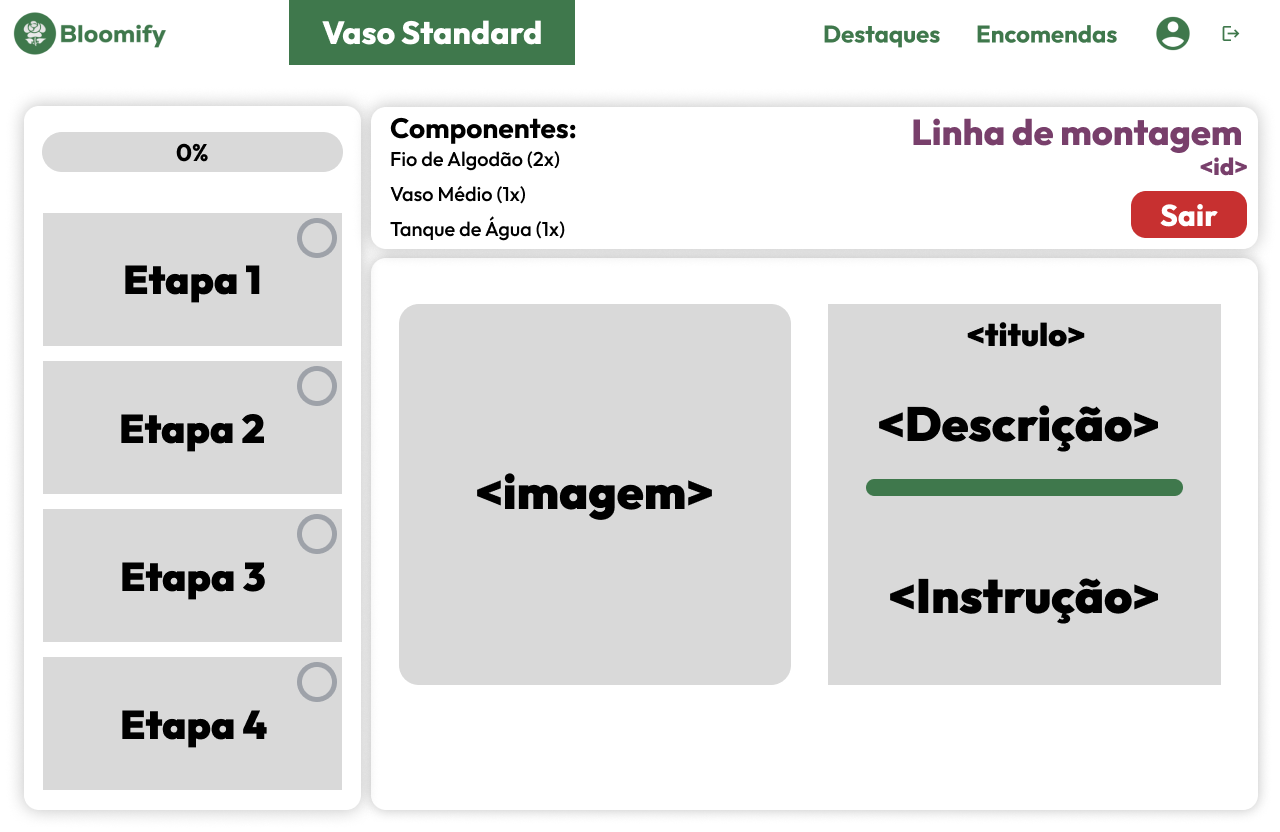 Bloomify
Vaso Standard
Destaques
Encomendas
0%
Etapa 1
Etapa 2
Etapa 3
Etapa 4
Componentes:
Fio de Algodão (2x)
Vaso Médio (1x)
Tanque de Água (1x)
Linha de montagem
<id>
Sair
<imagem>
<titulo>
<Descrição>
<Instrução>